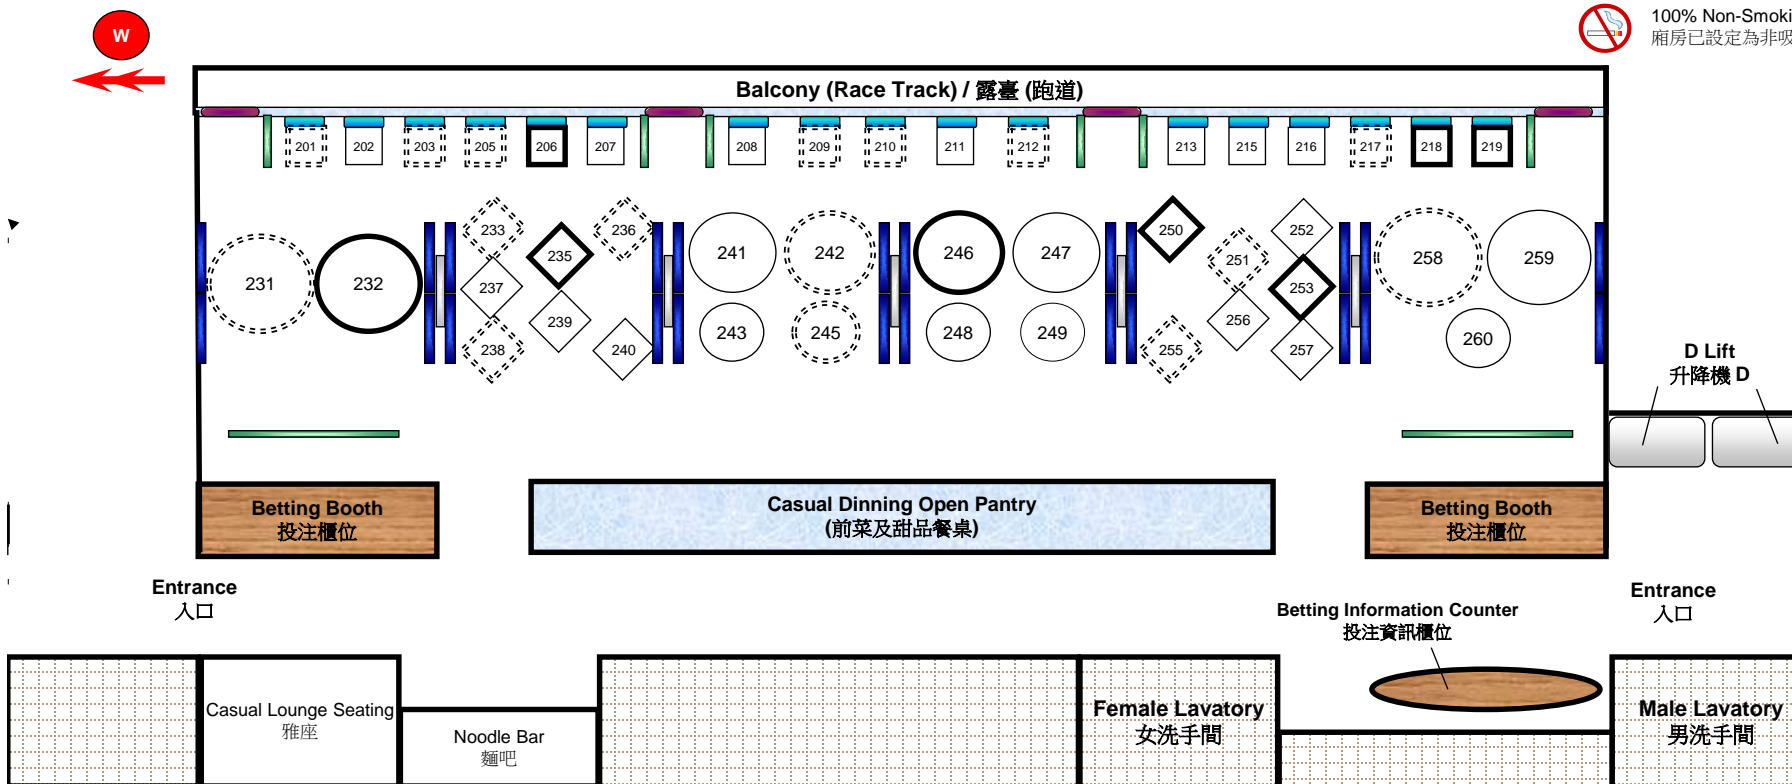 W
100% Non-Smoki
廂房已設定為非吸
Balcony (Race Track) / 露臺 (跑道)
201 202 203 205 206 207 208 209 210 211 212 213 215 216 217 218 219
233 236 250 252
241 242 246 247
235 251 258 259
231 232 237 253
239 256
243 245 248 249
238 240 255 257 260
D Lift
升降機 D
Betting Booth
投注櫃位
Casual Dinning Open Pantry
(前菜及甜品餐桌)
Betting Booth
投注櫃位
Entrance
入口
Entrance
入口
Betting Information Counter
投注資訊櫃位
Casual Lounge Seating
雅座
Noodle Bar
麵吧
Female Lavatory
女洗手間
Male Lavatory
男洗手間